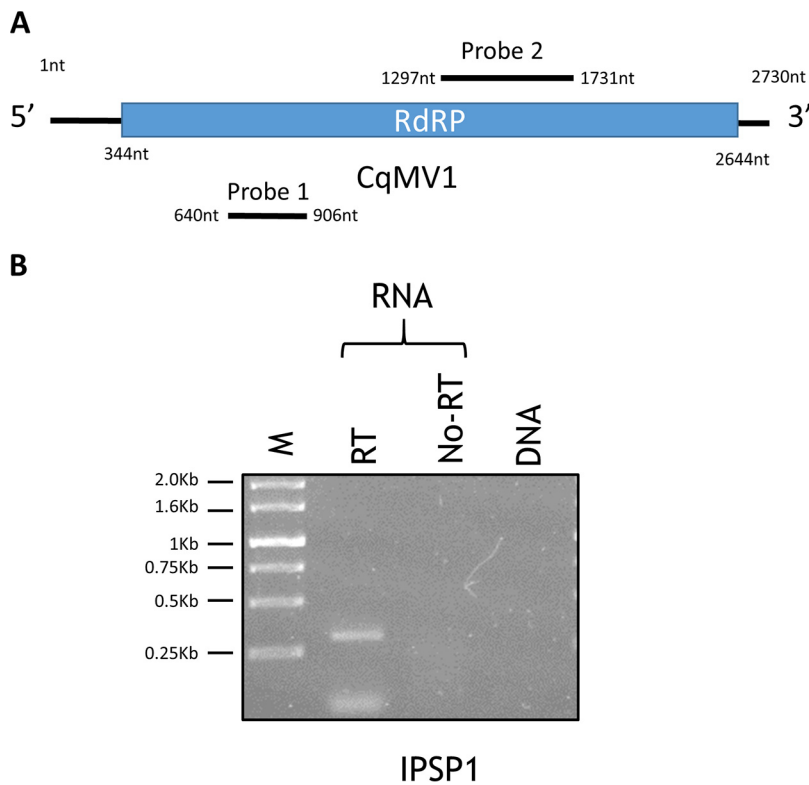 A
Probe 2
1nt
1297nt
1731nt
2730nt
5’
RdRP
3’
344nt
2644nt
CqMV1
Probe 1
640nt
906nt
B
RNA
M
RT
No-RT
DNA
2.0Kb
1.6Kb
1Kb
0.75Kb
0.5Kb
0.25Kb
IPSP1